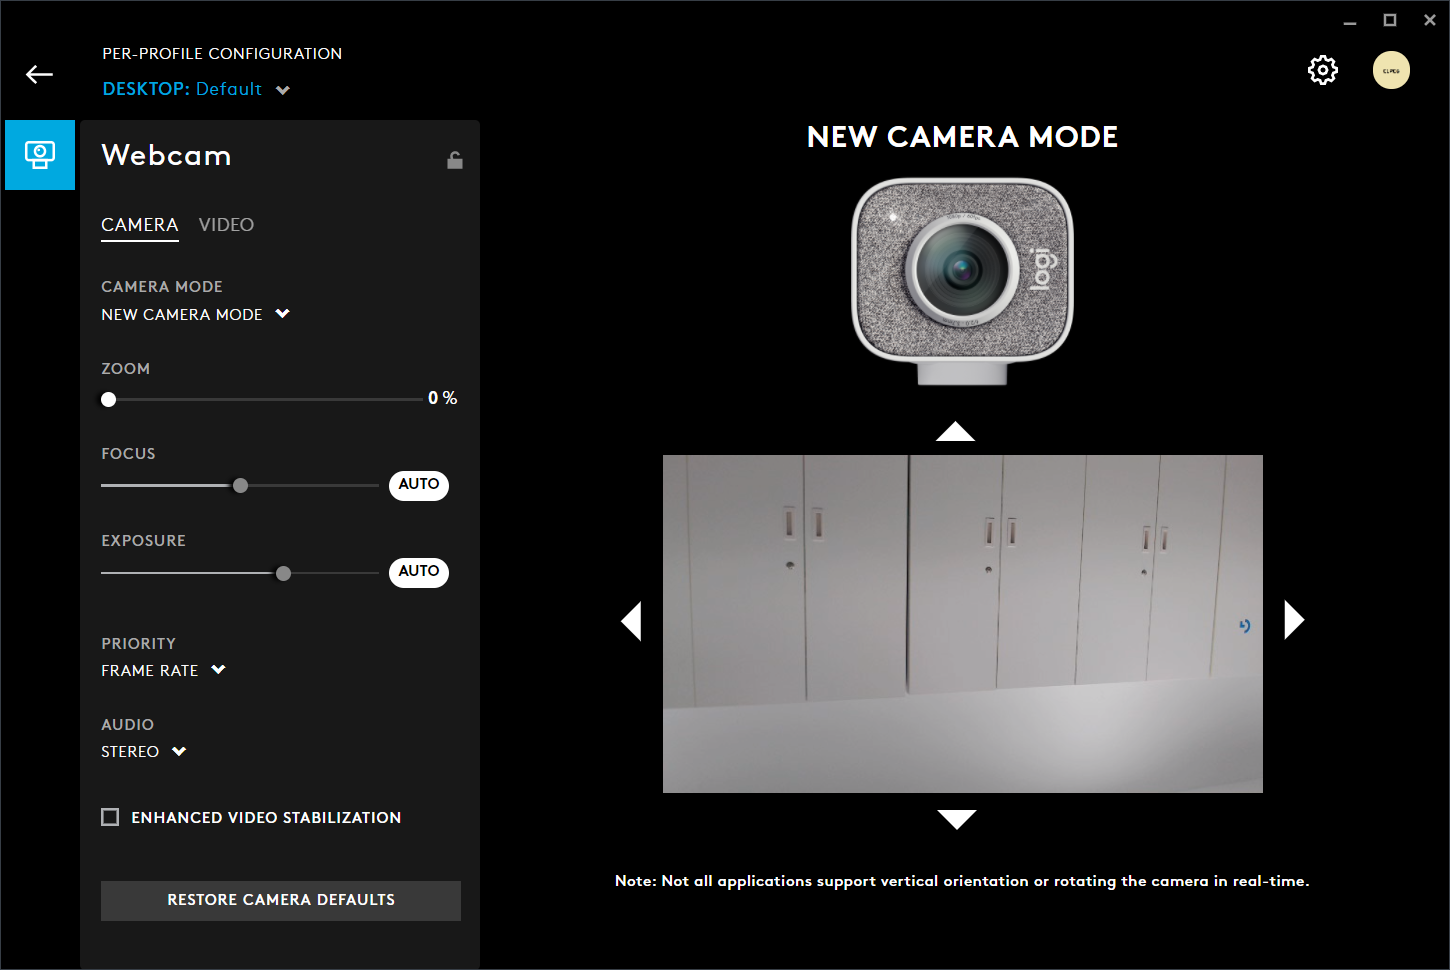 PER-PROFILE CONFIGURATION
DESKTOP: Default
Webcam
CAMERA VIDEO
CAMERA MODE
NEW CAMERA MODE
ZOOM
0 %
FOCUS
AUTO
EXPOSURE
AUTO
PRIORITY
FRAME RATE
AUDIO
STEREO
ENHANCED VIDEO STABILIZATION
RESTORE CAMERA DEFAULTS
NEW CAMERA MODE
logi
Note: Not all applications support vertical orientation or rotating the camera in real-time.